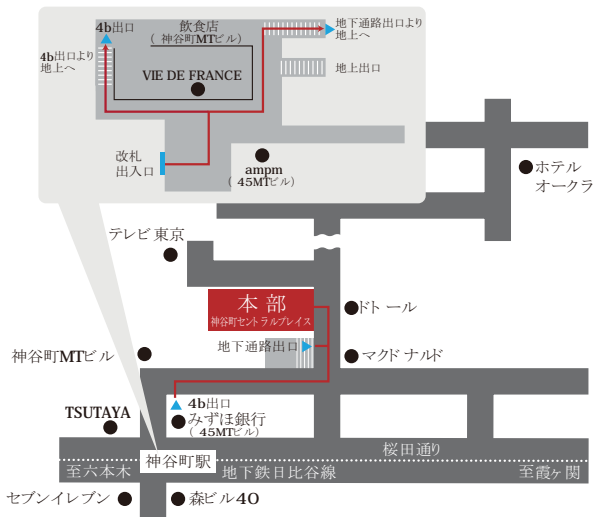 4b出口
飲食店
( 神谷町MTビル)
地下通路出口より
地上へ
4b出口より
地上へ
VIE DE FRANCE
地上出口
改札
出入口
ampm
( 45MTビル)
ホテル
オークラ
テレビ東京
本部
神谷町セントラルプレイス
ドトール
地下通路出口
神谷町MTビル
マクドナルド
4b出口
TSUTAYA
みずほ銀行
( 45MTビル)
桜田通り
神谷町駅
至六本木
地下鉄日比谷線
至霞ヶ関
セブンイレブン
森ビル40